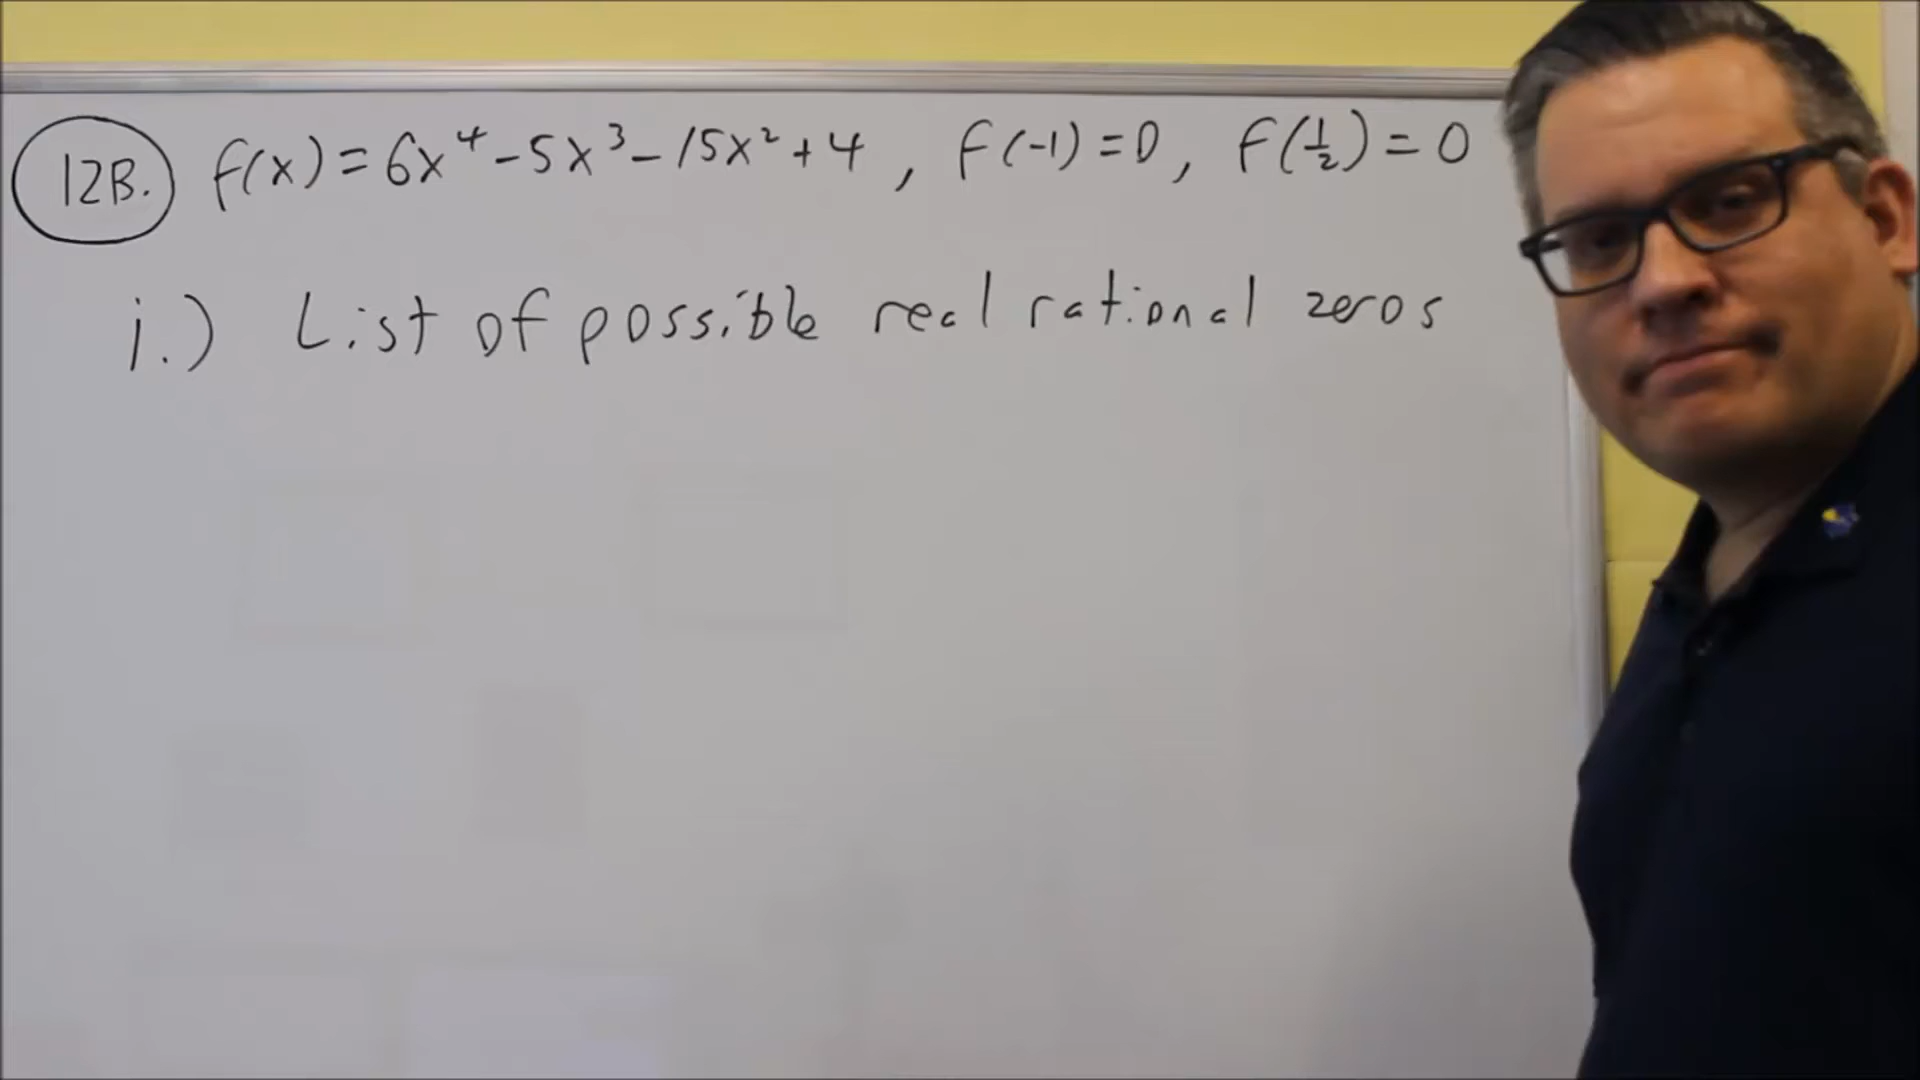 12B. f(x) = 6x⁴ - 5x³ - 15x² + 4 , f(-1) = 0 , f(½) = 0
i.) List of possible real rational zeros